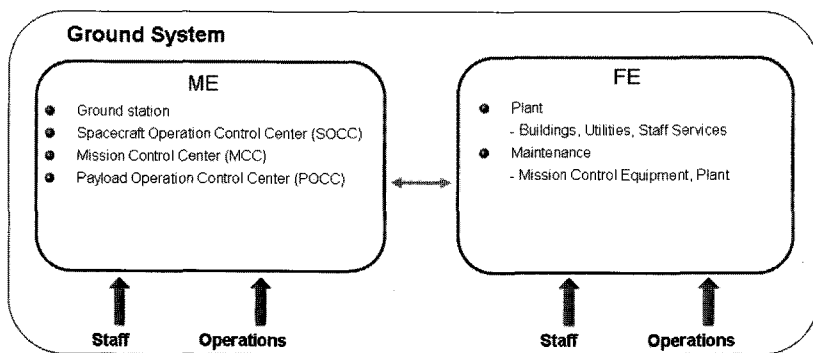 Ground System
ME
Ground station
Spacecraft Operation Control Center (SOCC)
Mission Control Center (MCC)
Payload Operation Control Center (POCC)
FE
Plant
- Buildings, Utilities, Staff Services
Maintenance
- Mission Control Equipment, Plant
Staff
Operations
Staff
Operations